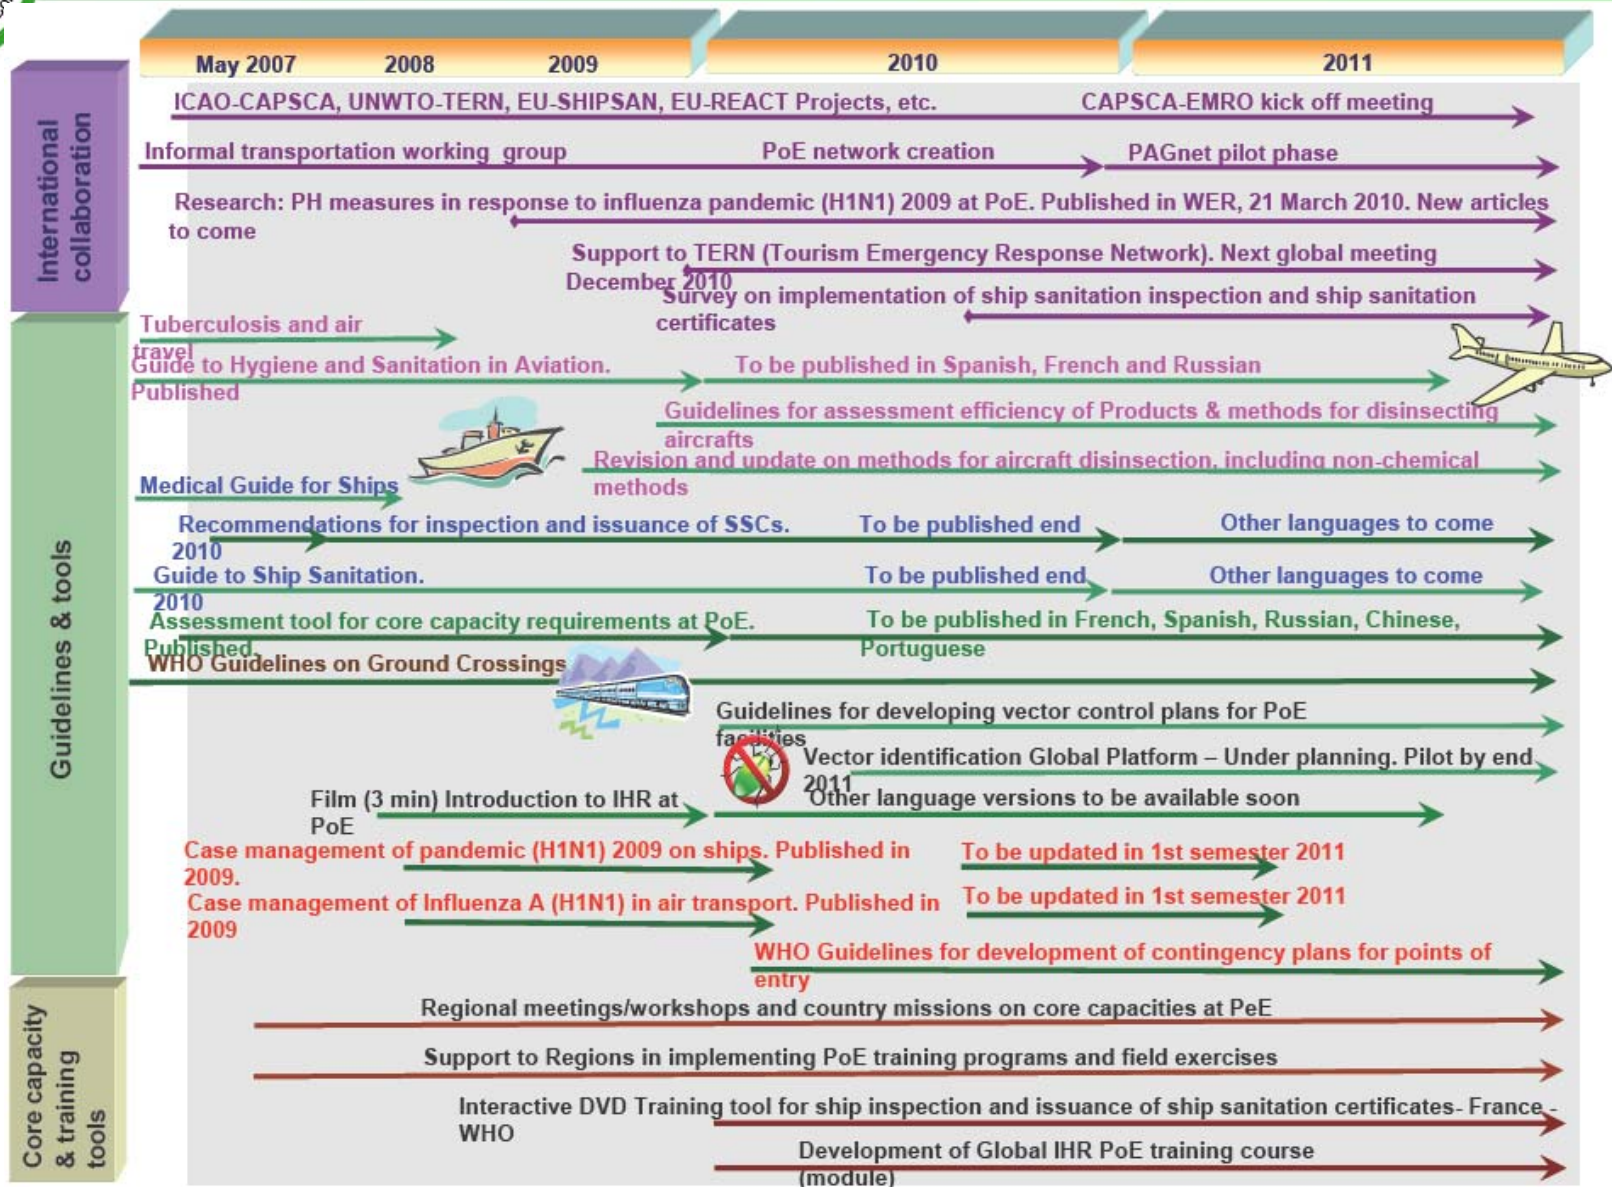 May 2007 2008 2009 2010 2011
International
collaboration
ICAO-CAPSCA, UNWTO-TERN, EU-SHIPSAN, EU-REACT Projects, etc. CAPSCA-EMRO kick off meeting
Informal transportation working group PoE network creation PAGnet pilot phase
Research: PH measures in response to influenza pandemic (H1N1) 2009 at PoE. Published in WER, 21 March 2010. New articles
to come
Support to TERN (Tourism Emergency Response Network). Next global meeting
December 2010
Survey on implementation of ship sanitation inspection and ship sanitation
certificates
Guidelines & tools
Tuberculosis and air
travel
Guide to Hygiene and Sanitation in Aviation. To be published in Spanish, French and Russian
Published
Guidelines for assessment efficiency of Products & methods for disinsecting
aircrafts
Revision and update on methods for aircraft disinsection, including non-chemical
methods
Medical Guide for Ships
Recommendations for inspection and issuance of SSCs. To be published end Other languages to come
2010
Guide to Ship Sanitation. To be published end Other languages to come
2010
Assessment tool for core capacity requirements at PoE. To be published in French, Spanish, Russian, Chinese,
Published. Portuguese
WHO Guidelines on Ground Crossings
Guidelines for developing vector control plans for PoE
facilities
Vector identification Global Platform – Under planning. Pilot by end
2011
Film (3 min) Introduction to IHR at Other language versions to be available soon
PoE
Case management of pandemic (H1N1) 2009 on ships. Published in To be updated in 1st semester 2011
2009.
Case management of Influenza A (H1N1) in air transport. Published in To be updated in 1st semester 2011
2009
WHO Guidelines for development of contingency plans for points of
entry
Core capacity
& training
tools
Regional meetings/workshops and country missions on core capacities at PeE
Support to Regions in implementing PoE training programs and field exercises
Interactive DVD Training tool for ship inspection and issuance of ship sanitation certificates- France -
WHO
Development of Global IHR PoE training course
(module)